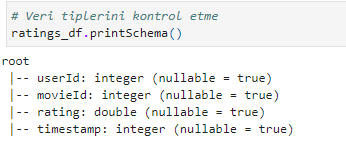 # Veri tiplerini kontrol etme
ratings_df.printSchema()
root
|-- userId: integer (nullable = true)
|-- movieId: integer (nullable = true)
|-- rating: double (nullable = true)
|-- timestamp: integer (nullable = true)